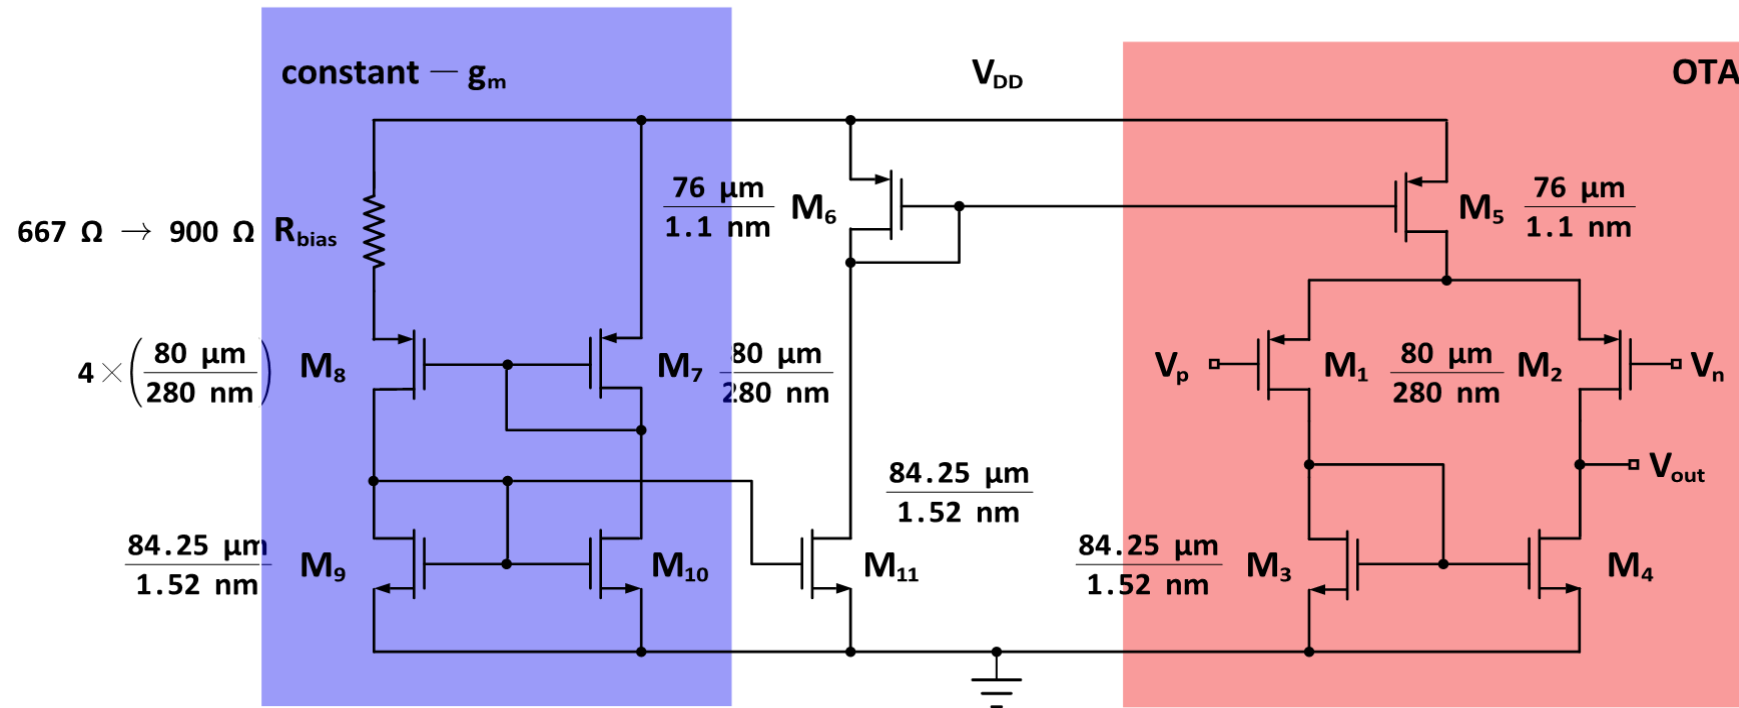 constant − gm
VDD
OTA
76 μm
1.1 nm
M6
M5
76 μm
1.1 nm
667 Ω → 900 Ω Rbias
4 × (80 μm
280 nm)
M8
M7
80 μm
280 nm
Vp
M1
80 μm
280 nm
M2
Vn
84.25 μm
1.52 nm
Vout
84.25 μm
1.52 nm
M9
M10
M11
84.25 μm
1.52 nm
M3
M4